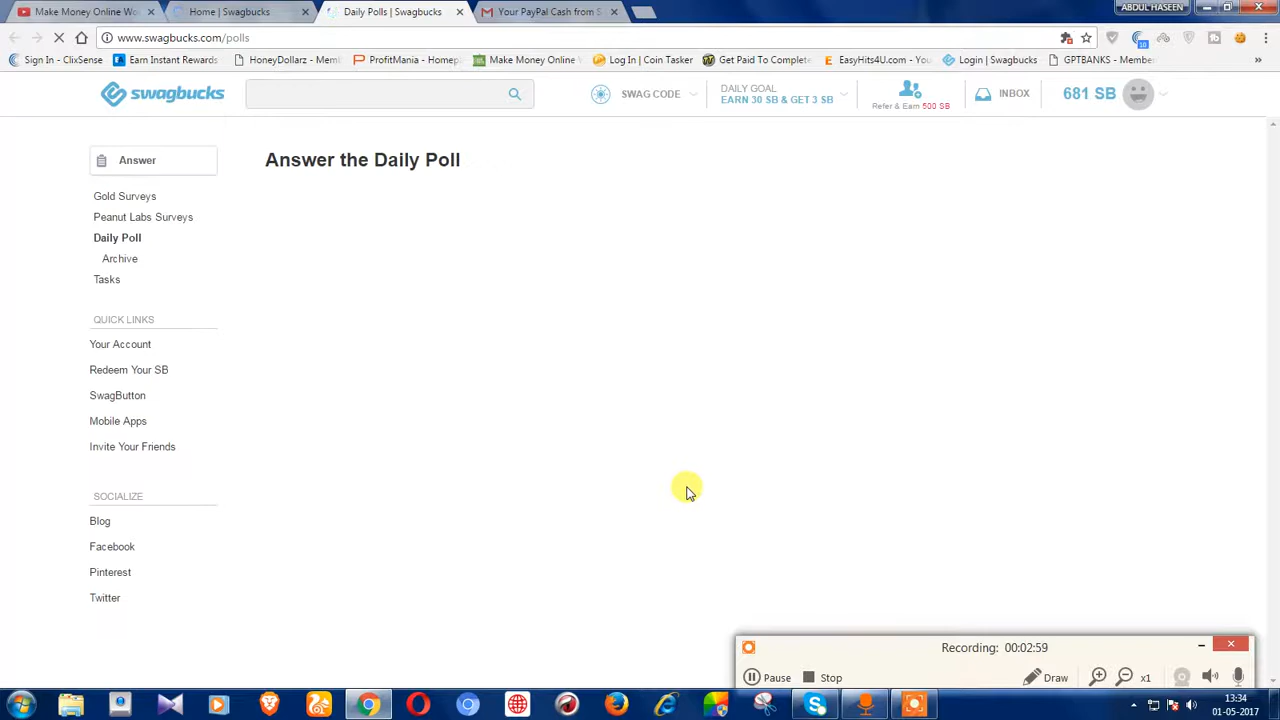 Make Money Online Wo
Home | Swagbucks
Daily Polls | Swagbucks
Your PayPal Cash from S
ABDUL HASEEN
www.swagbucks.com/polls
10
Sign In - ClixSense
Earn Instant Rewards
HoneyDollarz - Mem
ProfitMania - Homep
Make Money Online
Log In | Coin Tasker
Get Paid To Complete
EasyHits4U.com - You
Login | Swagbucks
GPTBANKS - Member
swagbucks
SWAG CODE
DAILY GOAL
EARN 30 SB & GET 3 SB
Refer & Earn 500 SB
INBOX
681 SB
Answer
Answer the Daily Poll
Gold Surveys
Peanut Labs Surveys
Daily Poll
Archive
Tasks
QUICK LINKS
Your Account
Redeem Your SB
SwagButton
Mobile Apps
Invite Your Friends
SOCIALIZE
Blog
Facebook
Pinterest
Twitter
Recording: 00:02:59
Pause
Stop
Draw
x1
13:34
01-05-2017